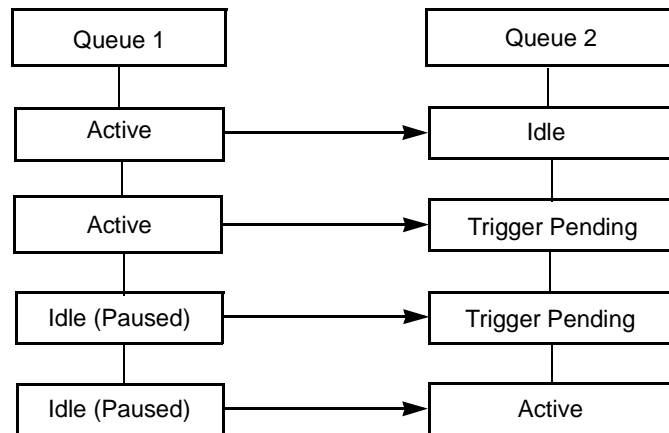 Queue 1
Queue 2
Active
Idle
Active
Trigger Pending
Idle (Paused)
Trigger Pending
Idle (Paused)
Active